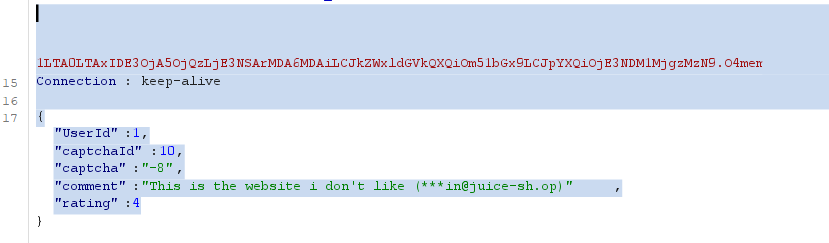 1LTA0LTAxIDE3OjA5OjQzLjE3NSArMDA6MDAiLCJkZWxldGVkQXQiOm51bGx9LCJpYXQiOjE3NDM1MjgzMzN9.O4mem
15 Connection : keep-alive
16
17 {
"UserId" :1,
"captchaId" :10,
"captcha" :"-8",
"comment" :"This is the website i don't like (***in@juice-sh.op)" ,
"rating" :4
}